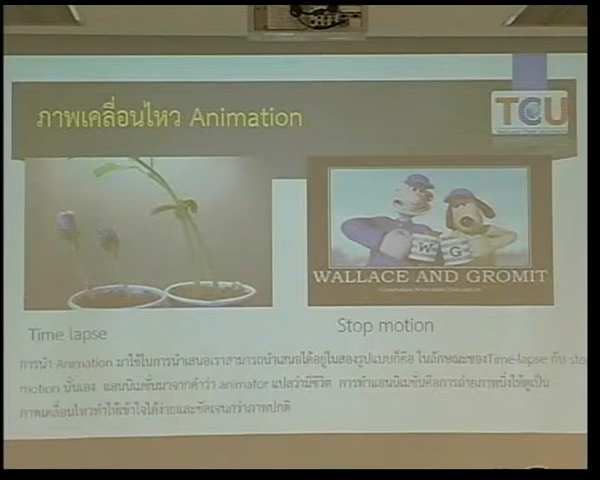 ภาพเคลื่อนไหว Animation
TCU
W G
WALLACE AND GROMIT
Time lapse
Stop motion
การนำ Animation มาใช้ในการนำเสนอเราสามารถนำเสนอได้อยู่ในสองรูปแบบก็คือ ในลักษณะของTime-lapse กับ stop
motion นั่นเอง แอนนิเมชั่นมาจากคำว่า animator แปลว่ามีชีวิต การทำแอนนิเมชั่นคือการถ่ายภาพนิ่งให้ดูเป็น
ภาพเคลื่อนไหวทำให้เข้าใจได้ง่ายและชัดเจนกว่าภาพปกติ